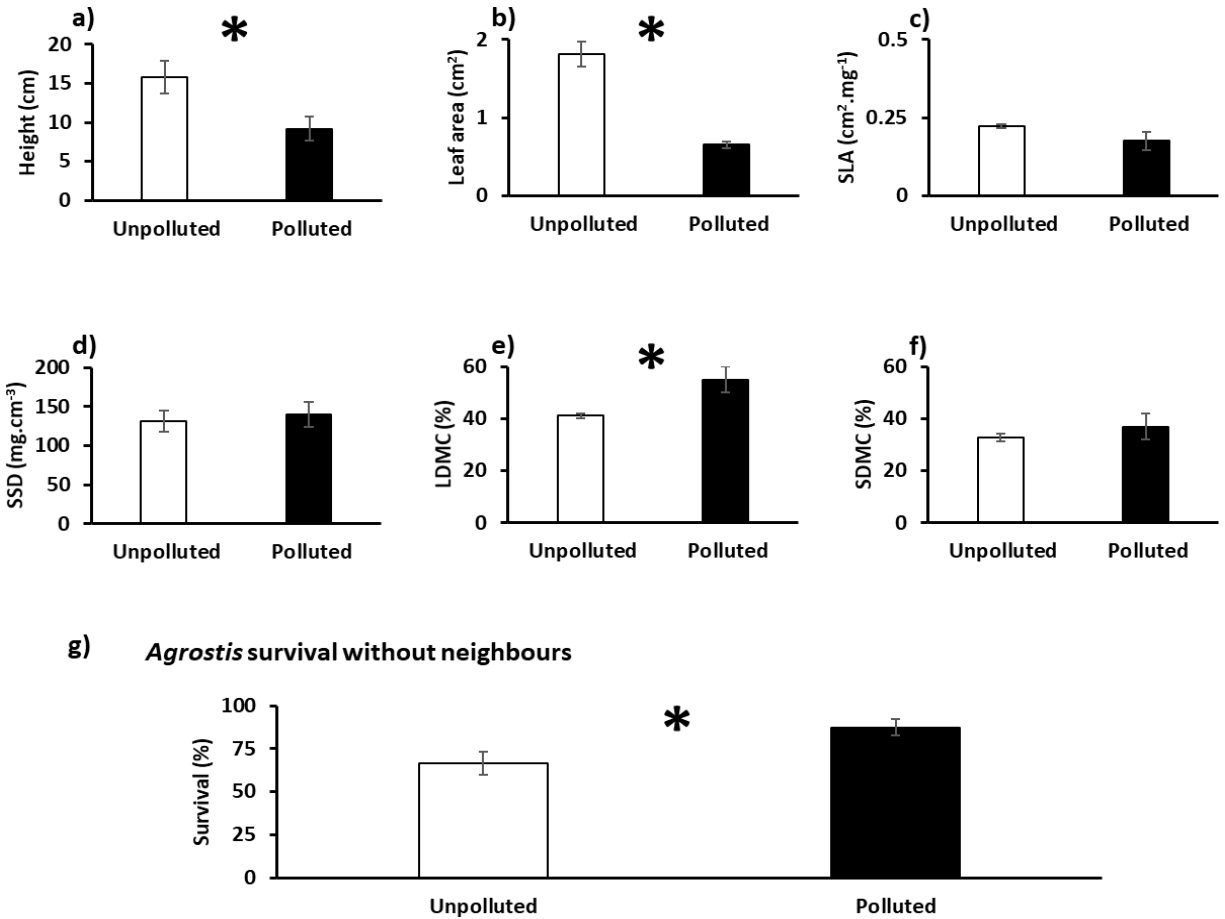 a)
*
Height (cm)
20
15
10
5
0
Unpolluted Polluted
b)
*
Leaf area (cm²)
2
1
0
Unpolluted Polluted
c)
SLA (cm².mg⁻¹)
0.5
0.25
0
Unpolluted Polluted
d)
SSD (mg.cm⁻³)
200
150
100
50
0
Unpolluted Polluted
e)
*
LDMC (%)
60
40
20
0
Unpolluted Polluted
f)
SDMC (%)
60
40
20
0
Unpolluted Polluted
g) Agrostis survival without neighbours
*
Survival (%)
100
75
50
25
0
Unpolluted Polluted